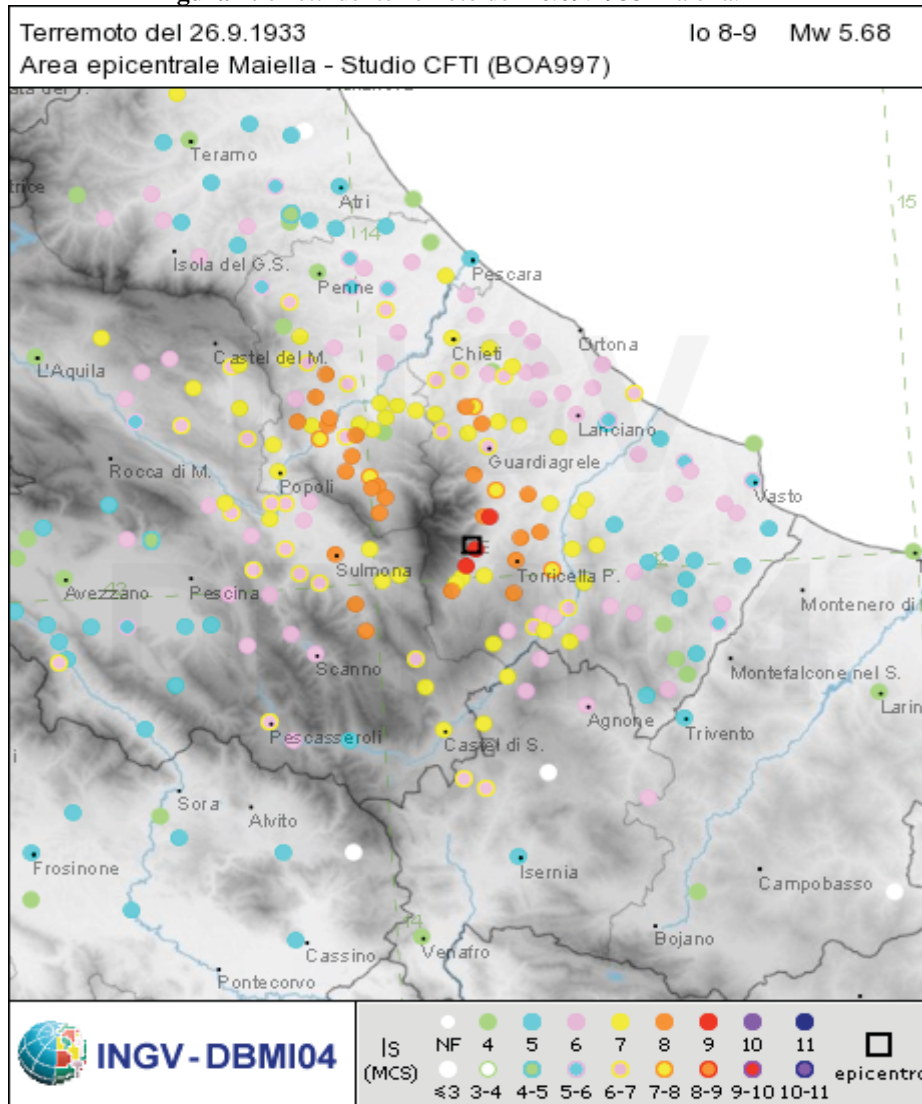 Terremoto del 26.9.1933 Io 8-9 Mw 5.68
Area epicentrale Maiella - Studio CFTI (BOA997)
Teramo
Atri
15
14
Isola del G.S.
Penne
Pescara
Ortona
Chieti
Castel del M.
L'Aquila
Lanciano
Guardiagrele
Rocca di M.
Popoli
Vasto
Sulmona
Torricella P.
42
Avezzano
Pescina
Montenero di
Scanno
Montefalcone nel S.
Larin
Agnone
Trivento
Pescasseroli
Castel di S.
Sora
Alvito
Frosinone
Isernia
Campobasso
14
Bojano
Venafro
Cassino
Pontecorvo
INGV-DBMI04
Is (MCS)
NF 4 5 6 7 8 9 10 11
≤3 3-4 4-5 5-6 6-7 7-8 8-9 9-10 10-11
epicentro